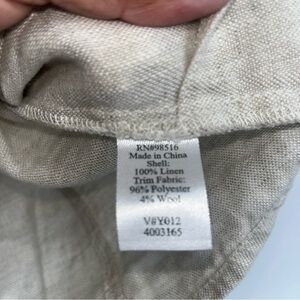 RN#98516
Made in China
Shell:
100% Linen
Trim Fabric:
96% Polyester
4% Wool
V8Y012
4003165